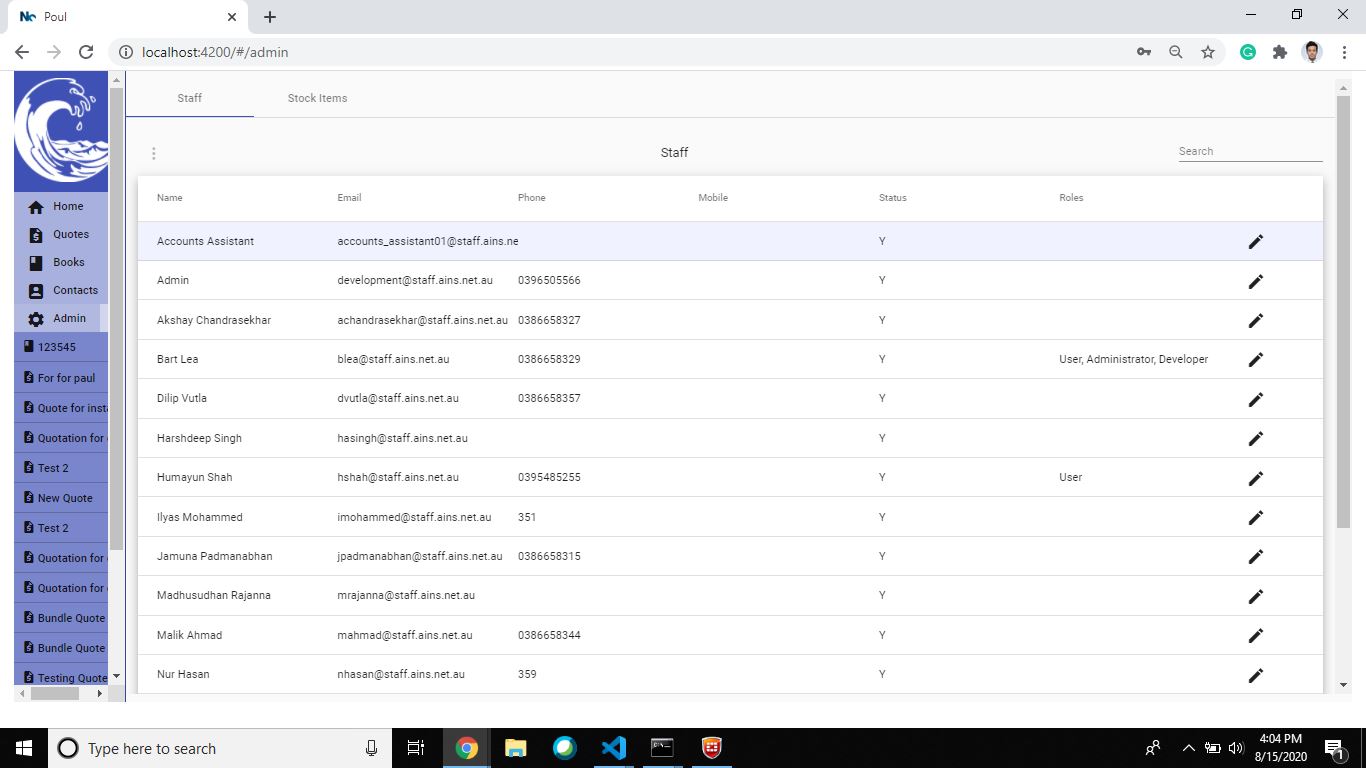 Poul
localhost:4200/#/admin
Staff
Stock Items
Staff
Search
Home
Quotes
Books
Contacts
Admin
123545
For for paul
Quote for insta
Quotation for
Test 2
New Quote
Test 2
Quotation for
Quotation for
Bundle Quote
Bundle Quote
Testing Quote
Name Email Phone Mobile Status Roles
Accounts Assistant accounts_assistant01@staff.ains.ne Y
Admin development@staff.ains.net.au 0396505566 Y
Akshay Chandrasekhar achandrasekhar@staff.ains.net.au 0386658327 Y
Bart Lea blea@staff.ains.net.au 0386658329 Y User, Administrator, Developer
Dilip Vutla dvutla@staff.ains.net.au 0386658357 Y
Harshdeep Singh hasingh@staff.ains.net.au Y
Humayun Shah hshah@staff.ains.net.au 0395485255 Y User
Ilyas Mohammed imohammed@staff.ains.net.au 351 Y
Jamuna Padmanabhan jpadmanabhan@staff.ains.net.au 0386658315 Y
Madhusudhan Rajanna mrajanna@staff.ains.net.au Y
Malik Ahmad mahmad@staff.ains.net.au 0386658344 Y
Nur Hasan nhasan@staff.ains.net.au 359 Y
Type here to search
4:04 PM
8/15/2020
1